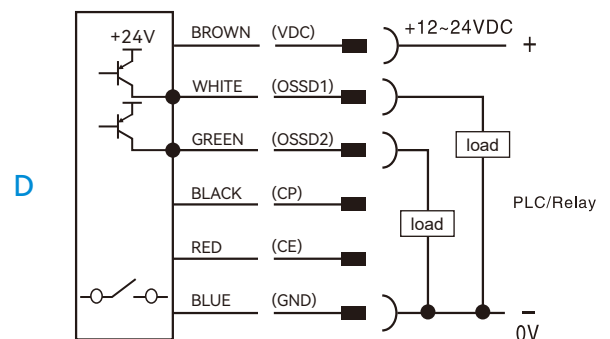 +24V
BROWN (VDC) +12~24VDC +
WHITE (OSSD1)
load
GREEN (OSSD2)
D
BLACK (CP) PLC/Relay
load
RED (CE)
BLUE (GND) −
0V